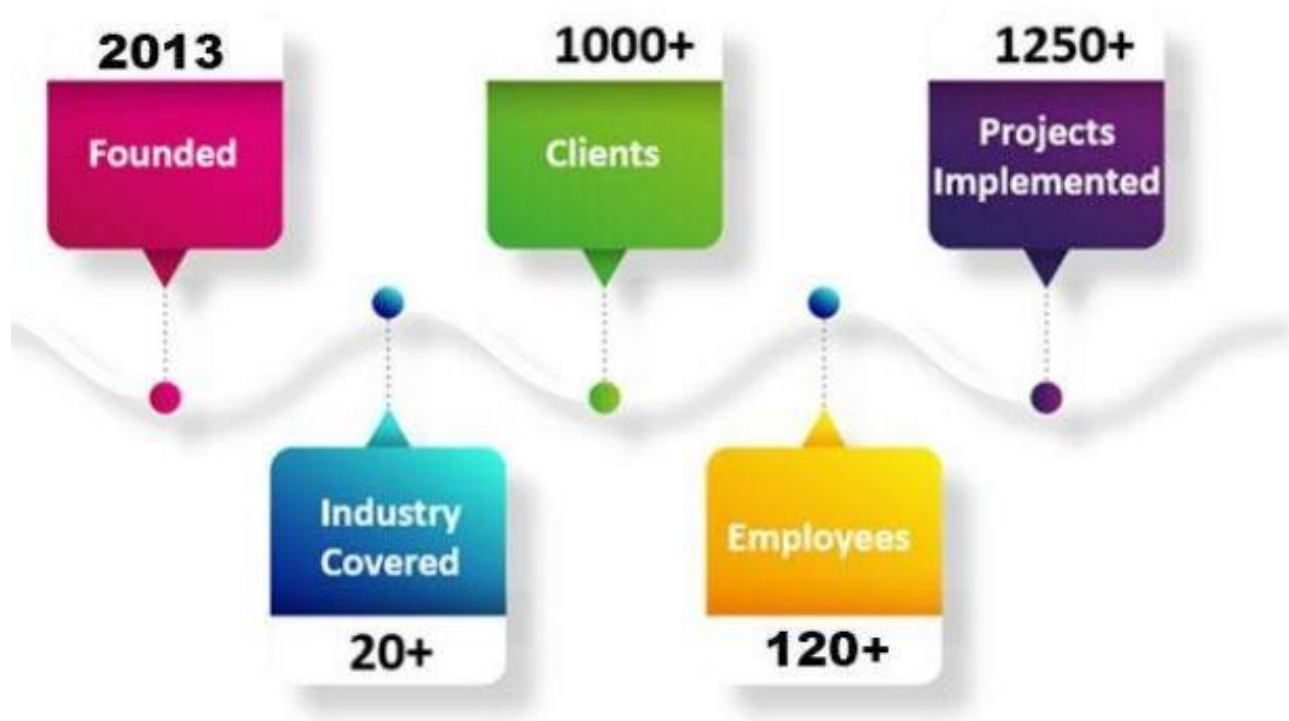 2013
Founded
1000+
Clients
1250+
Projects
Implemented
Industry
Covered
20+
Employees
120+